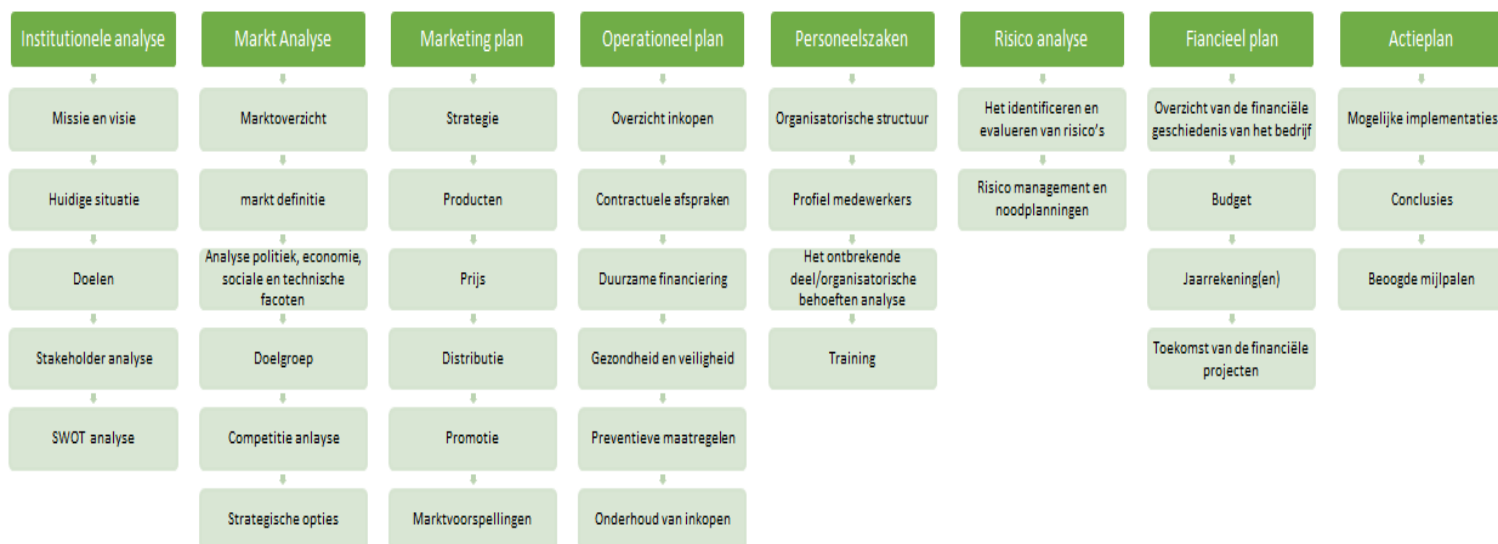 Institutionele analyse
Missie en visie
Huidige situatie
Doelen
Stakeholder analyse
SWOT analyse
Markt Analyse
Marktoverzicht
markt definitie
Analyse politiek, economie,
sociale en technische
facoten
Doelgroep
Competitie anlayse
Strategische opties
Marketing plan
Strategie
Producten
Prijs
Distributie
Promotie
Marktvoorspellingen
Operationeel plan
Overzicht inkopen
Contractuele afspraken
Duurzame financiering
Gezondheid en veiligheid
Preventieve maatregelen
Onderhoud van inkopen
Personeelszaken
Organisatorische structuur
Profiel medewerkers
Het ontbrekende
deel/organisatorische
behoeften analyse
Training
Risico analyse
Het identificeren en
evalueren van risico's
Risico management en
noodplanningen
Fiancieel plan
Overzicht van de financiële
geschiedenis van het bedrijf
Budget
Jaarrekening(en)
Toekomst van de financiële
projecten
Actieplan
Mogelijke implementaties
Conclusies
Beoogde mijlpalen